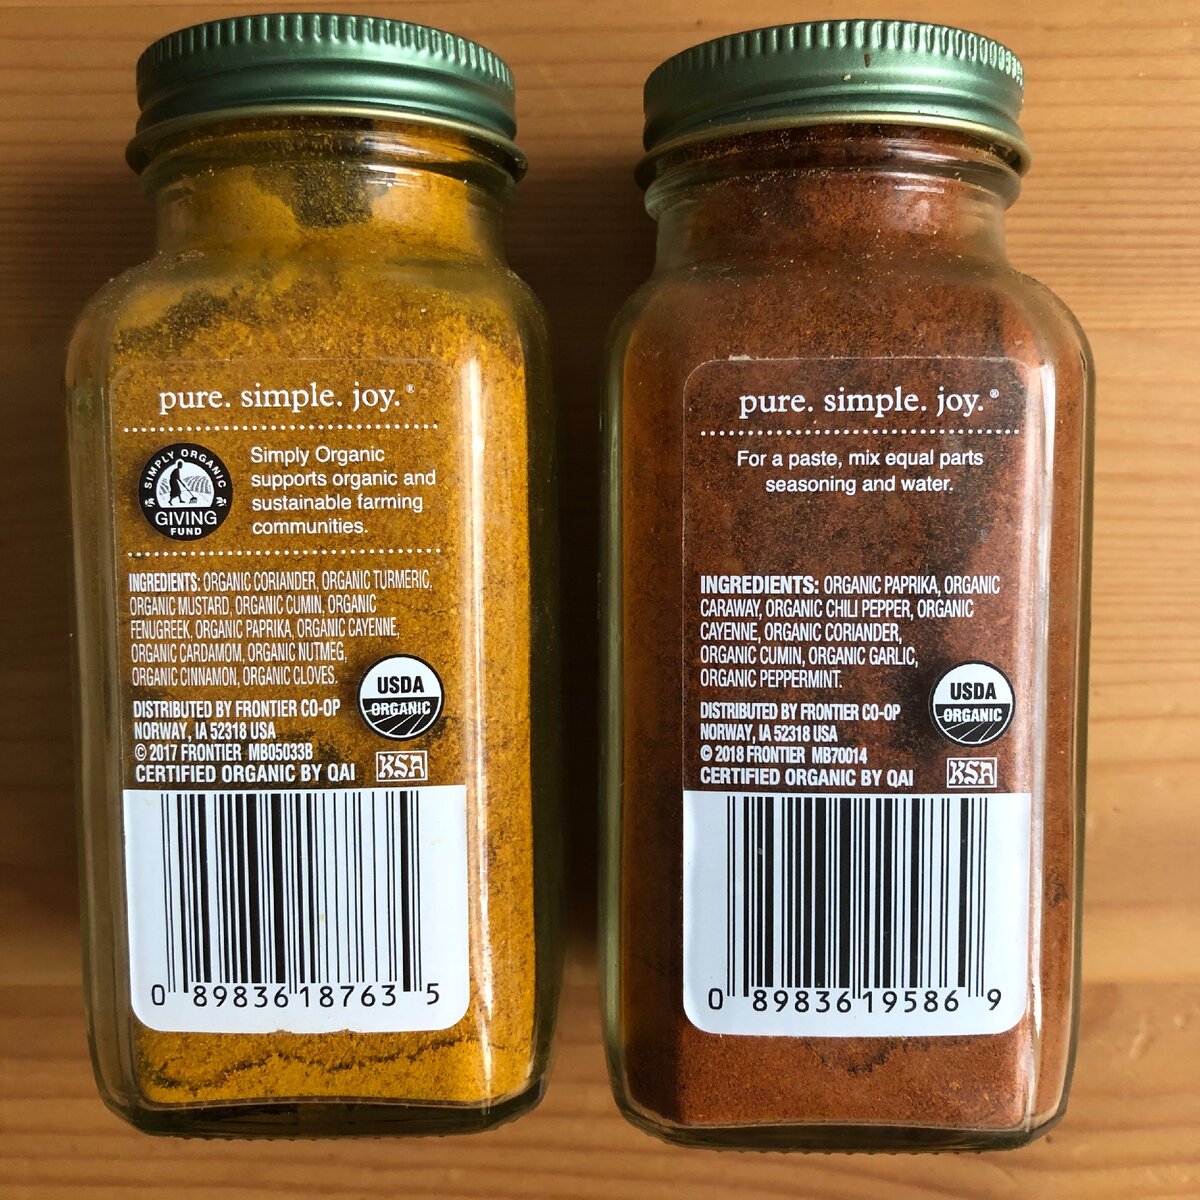 pure. simple. joy.®
SIMPLY ORGANIC
GIVING
FUND
Simply Organic
supports organic and
sustainable farming
communities.
INGREDIENTS: ORGANIC CORIANDER, ORGANIC TURMERIC,
ORGANIC MUSTARD, ORGANIC CUMIN, ORGANIC
FENUGREEK, ORGANIC PAPRIKA, ORGANIC CAYENNE,
ORGANIC CARDAMOM, ORGANIC NUTMEG,
ORGANIC CINNAMON, ORGANIC CLOVES.
USDA
ORGANIC
DISTRIBUTED BY FRONTIER CO-OP
NORWAY, IA 52318 USA
© 2017 FRONTIER MB05033B
CERTIFIED ORGANIC BY QAI
KSA
0 89836 18763 5
pure. simple. joy.®
For a paste, mix equal parts
seasoning and water.
INGREDIENTS: ORGANIC PAPRIKA, ORGANIC
CARAWAY, ORGANIC CHILI PEPPER, ORGANIC
CAYENNE, ORGANIC CORIANDER,
ORGANIC CUMIN, ORGANIC GARLIC,
ORGANIC PEPPERMINT.
USDA
ORGANIC
DISTRIBUTED BY FRONTIER CO-OP
NORWAY, IA 52318 USA
© 2018 FRONTIER MB70014
CERTIFIED ORGANIC BY QAI
KSA
0 89836 19586 9